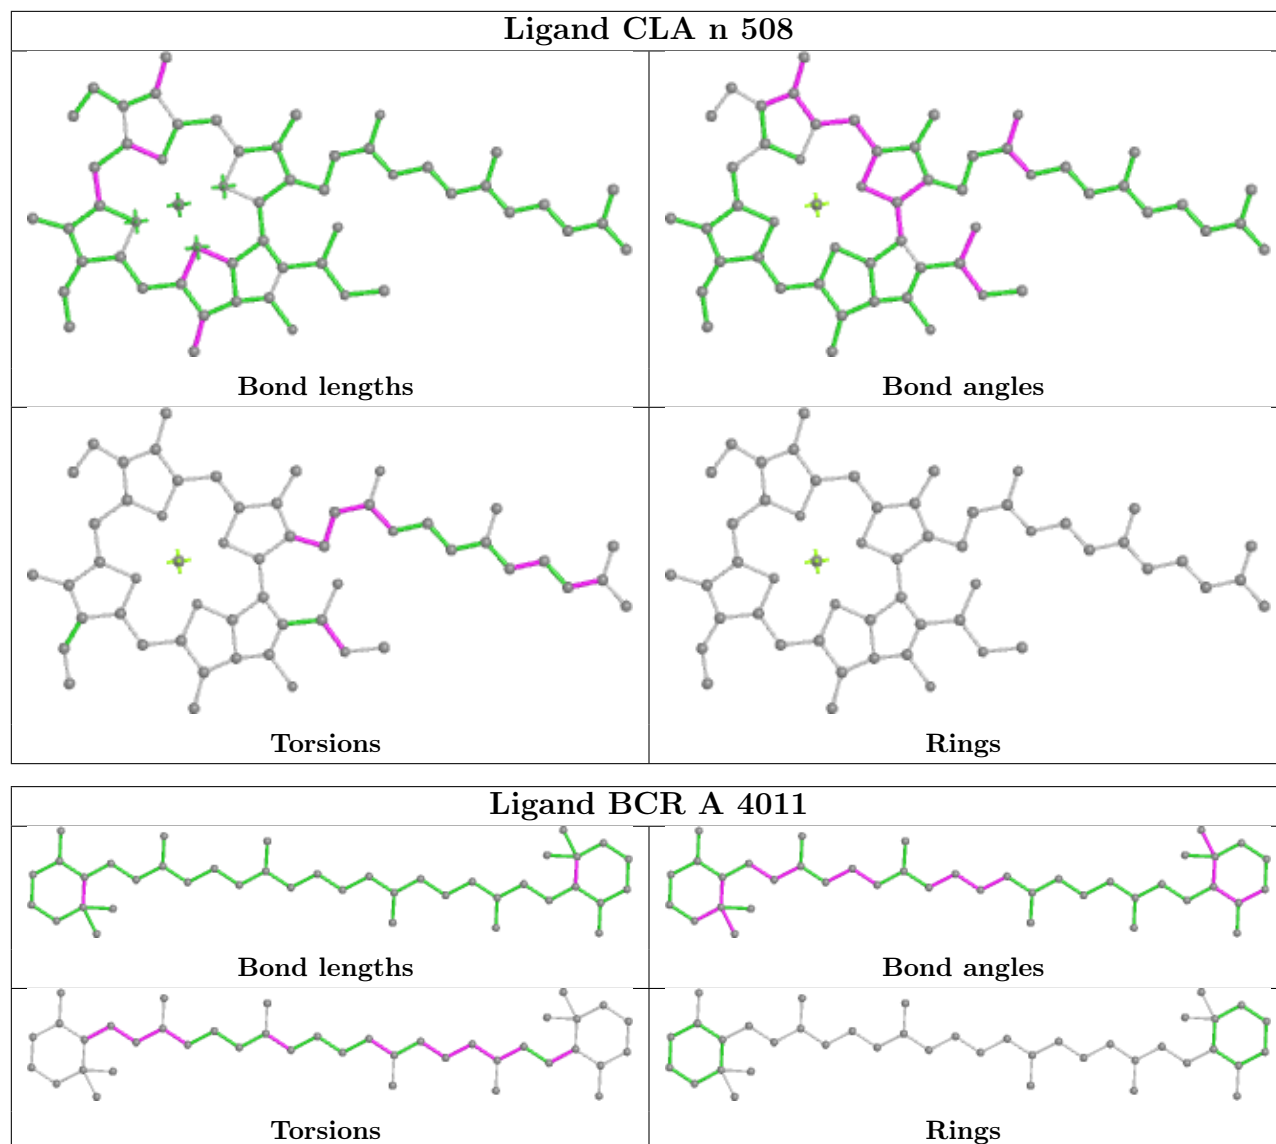 Ligand CLA n 508
Bond lengths
Bond angles
Torsions
Rings
Ligand BCR A 4011
Bond lengths
Bond angles
Torsions
Rings